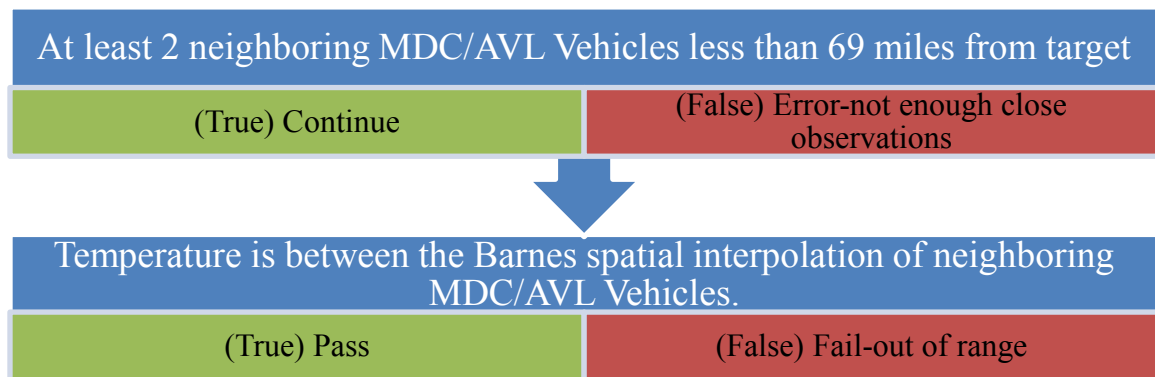 At least 2 neighboring MDC/AVL Vehicles less than 69 miles from target
(True) Continue
(False) Error-not enough close
observations
Temperature is between the Barnes spatial interpolation of neighboring
MDC/AVL Vehicles.
(True) Pass
(False) Fail-out of range